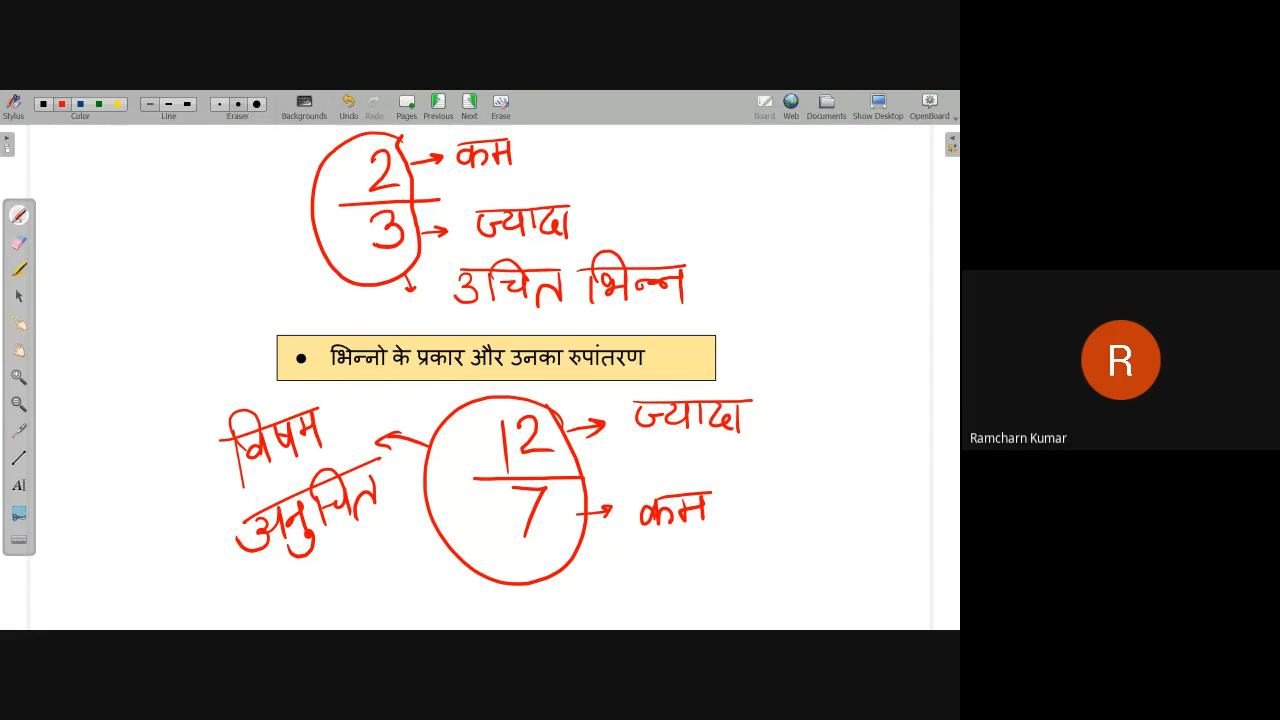 Stylus Color Line Eraser Backgrounds Undo Redo Pages Previous Next Erase Board Web Documents Show Desktop OpenBoard
2 → कम
3 → ज्यादा
उचित भिन्न
● भिन्नो के प्रकार और उनका रुपांतरण
विषम
अनुचित
12 → ज्यादा
7 → कम
R
Ramcharn Kumar